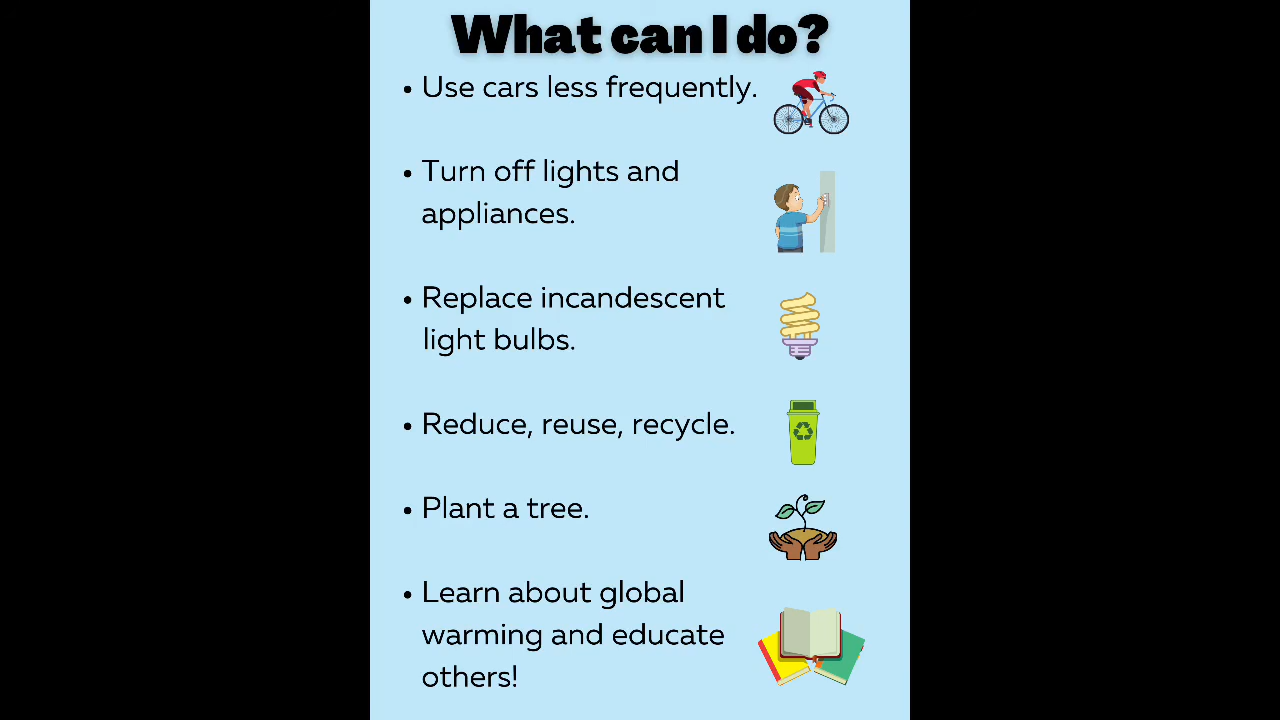 What can I do?
• Use cars less frequently.
• Turn off lights and
appliances.
• Replace incandescent
light bulbs.
• Reduce, reuse, recycle.
• Plant a tree.
• Learn about global
warming and educate
others!